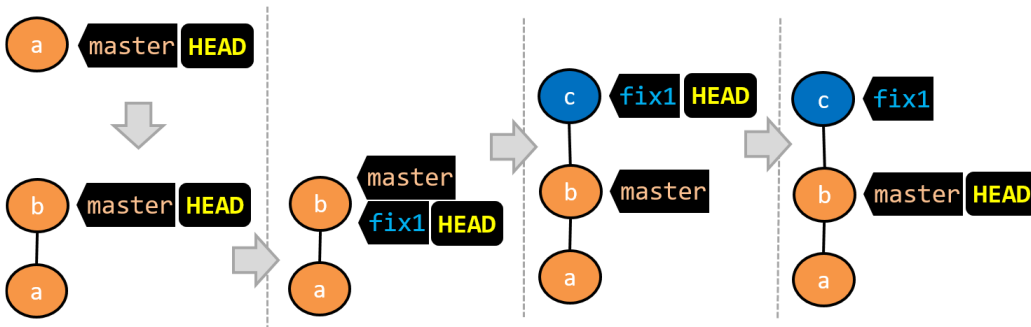 a master HEAD
b master HEAD
a
b master
fix1 HEAD
a
c fix1 HEAD
b master
a
c fix1
b master HEAD
a